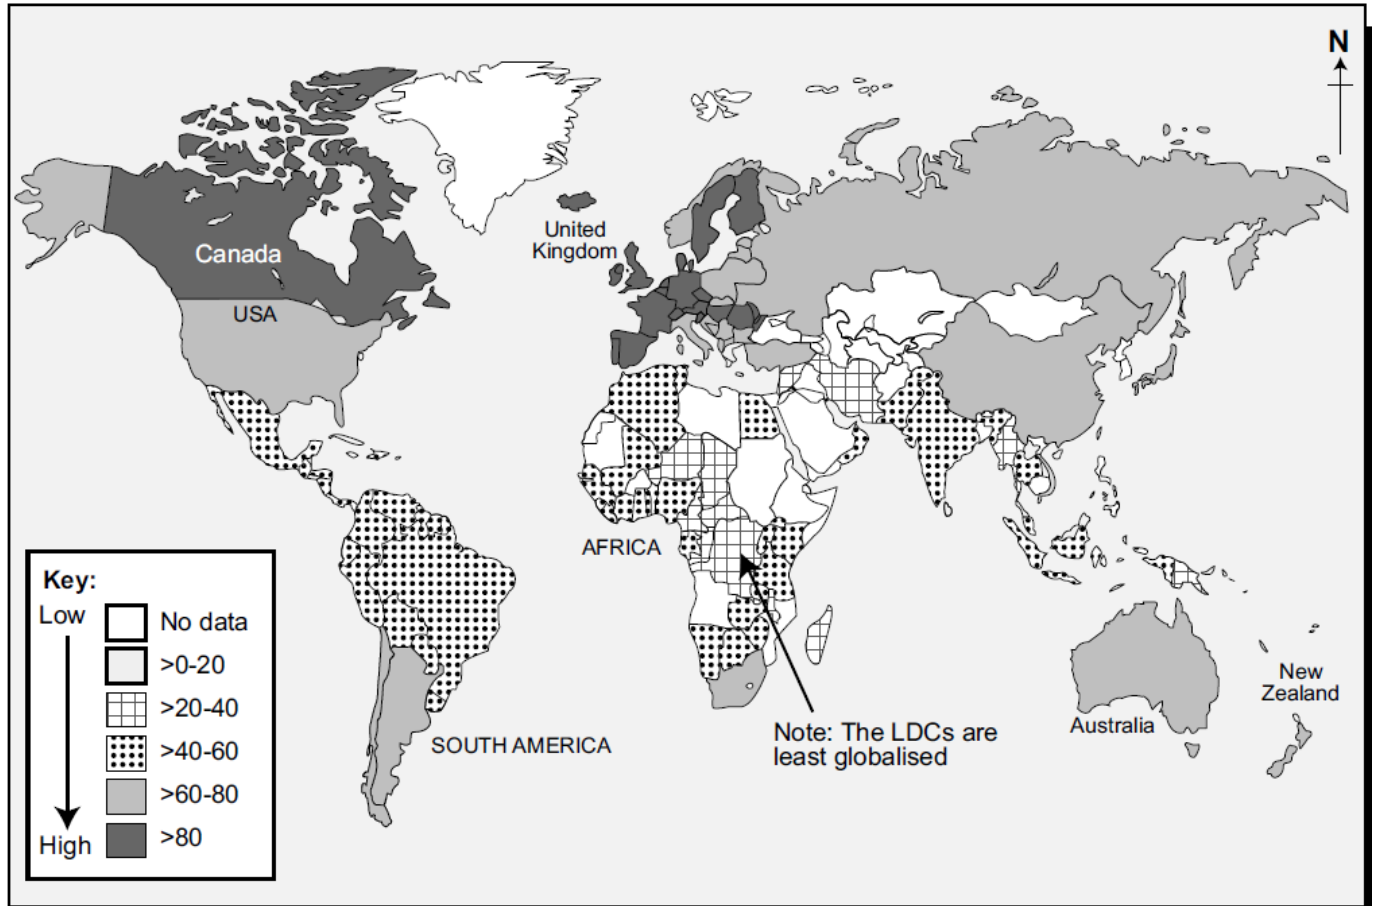 N
United
Kingdom
Canada
USA
AFRICA
New
Zealand
Australia
SOUTH AMERICA
Note: The LDCs are
least globalised
Key:
Low
No data
>0-20
>20-40
>40-60
>60-80
High
>80